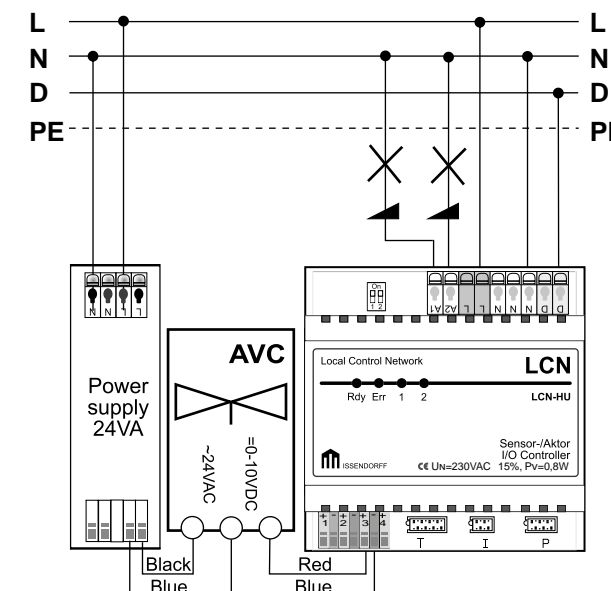 L L
N N
D D
PE PE
On
1 2
N N L L
A1 A2 L L N N N D D
AVC
Power
supply
24VA
~24VAC
=0-10VDC
Local Control Network
LCN
Rdy Err 1 2
LCN-HU
Sensor-/Aktor
I/O Controller
ISSENDORFF
C€ UN=230VAC 15%, Pv=0,8W
+ - + - + - +
1 2 3 4
T I P
Black Red
Blue Blue